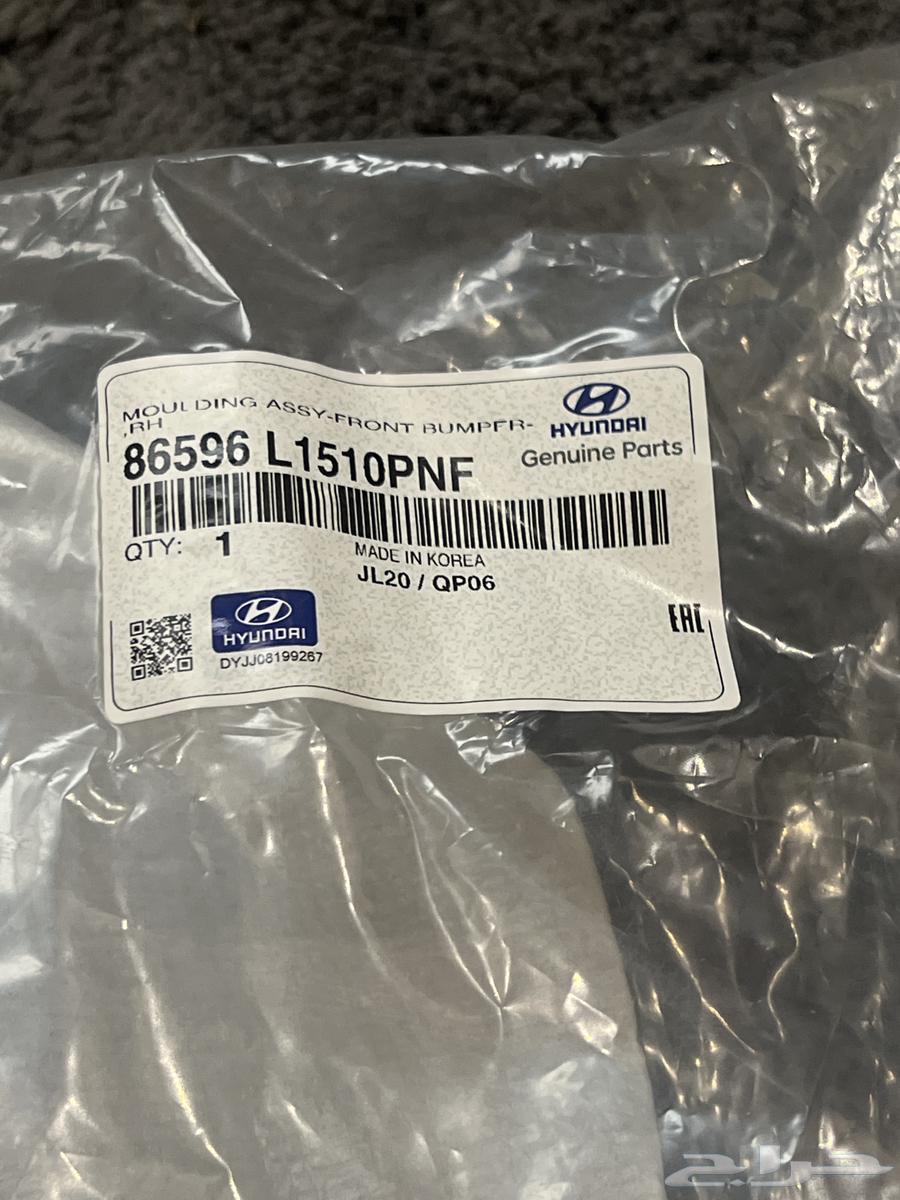 MOULDING ASSY-FRONT BUMPER-
,RH
HYUNDAI
Genuine Parts
86596 L1510PNF
QTY: 1
MADE IN KOREA
JL20 / QP06
HYUNDAI
DYJJ08199267
EAC
حراج